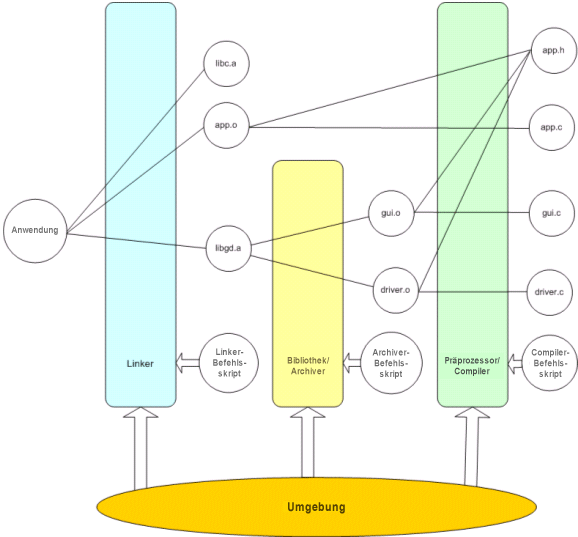 app.h
libc.a
app.o
app.c
gui.o
gui.c
Anwendung
libgd.a
driver.o
driver.c
Linker
Linker-
Befehls-
skript
Bibliothek/
Archiver
Archiver-
Befehls-
skript
Präprozessor/
Compiler
Compiler-
Befehls-
skript
Umgebung